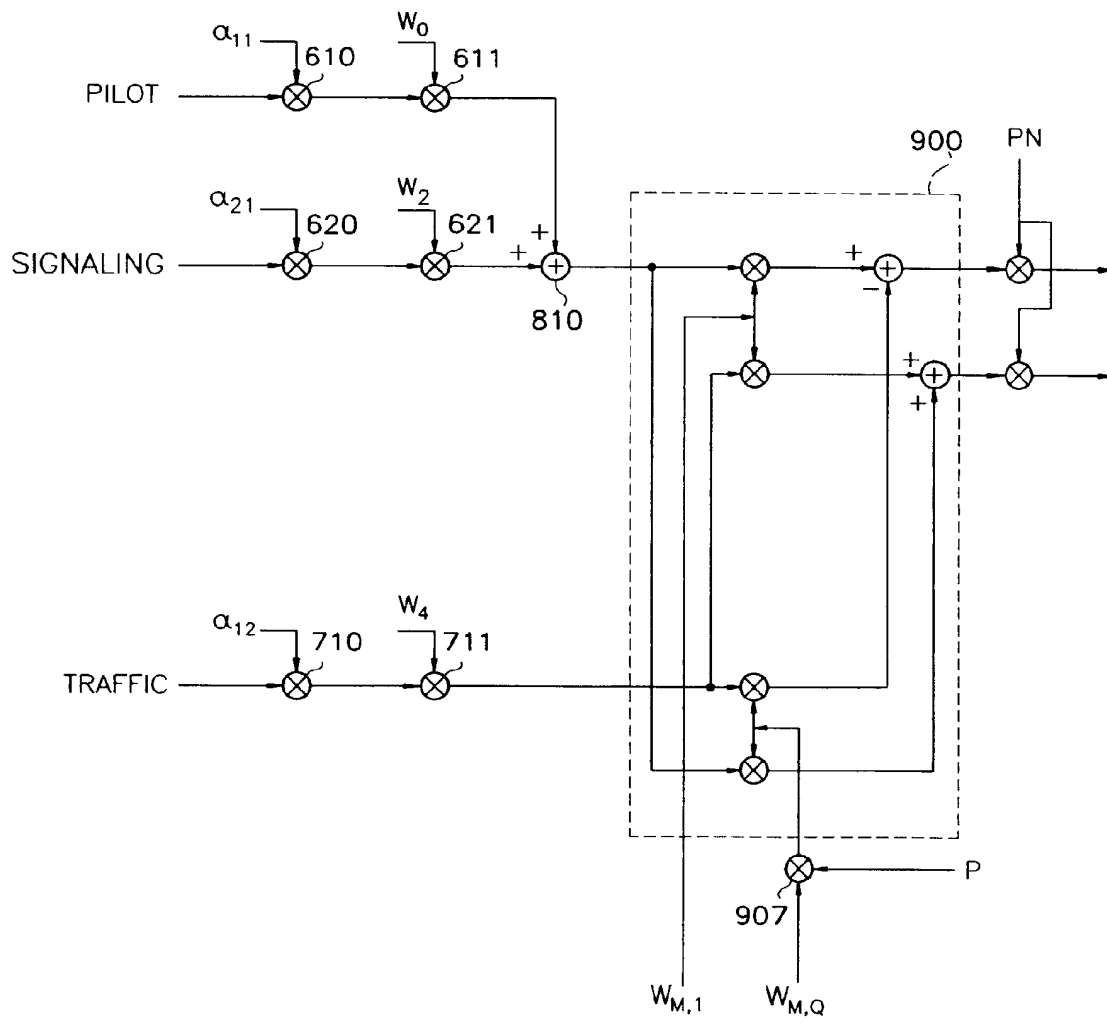 α11
W0
610
611
PILOT
900
PN
α21
W2
620
621
+
SIGNALING
+
+
+
−
810
+
+
+
+
α12
W4
710
711
TRAFFIC
P
907
WM,1
WM,Q